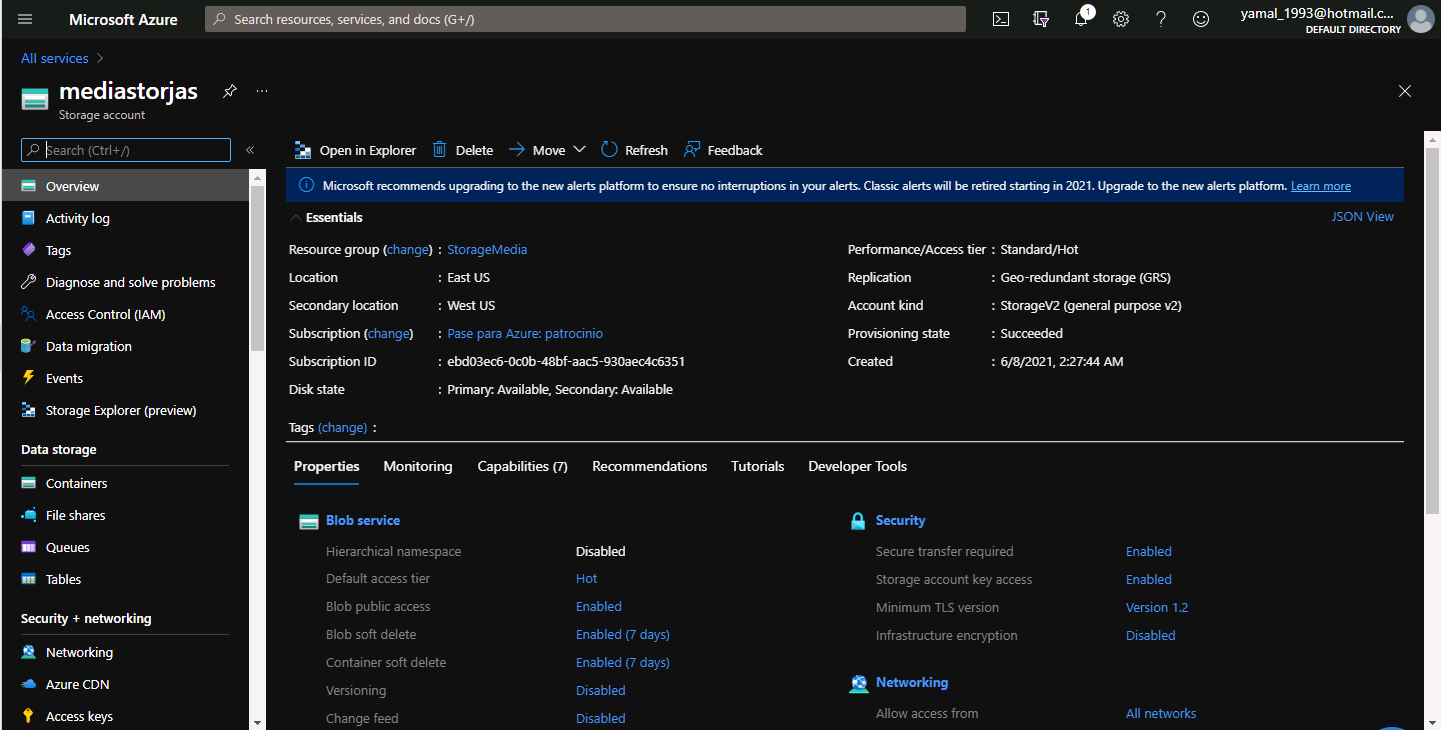 Microsoft Azure
Search resources, services, and docs (G+/)
1
yamal_1993@hotmail.c...
DEFAULT DIRECTORY
All services >
mediastorjas
...
Storage account
Search (Ctrl+/)
«
Overview
Activity log
Tags
Diagnose and solve problems
Access Control (IAM)
Data migration
Events
Storage Explorer (preview)
Data storage
Containers
File shares
Queues
Tables
Security + networking
Networking
Azure CDN
Access keys
Open in Explorer Delete Move Refresh Feedback
Microsoft recommends upgrading to the new alerts platform to ensure no interruptions in your alerts. Classic alerts will be retired starting in 2021. Upgrade to the new alerts platform. Learn more
Essentials
JSON View
Resource group (change) : StorageMedia
Location : East US
Secondary location : West US
Subscription (change) : Pase para Azure: patrocinio
Subscription ID : ebd03ec6-0c0b-48bf-aac5-930aec4c6351
Disk state : Primary: Available, Secondary: Available
Performance/Access tier : Standard/Hot
Replication : Geo-redundant storage (GRS)
Account kind : StorageV2 (general purpose v2)
Provisioning state : Succeeded
Created : 6/8/2021, 2:27:44 AM
Tags (change) :
Properties Monitoring Capabilities (7) Recommendations Tutorials Developer Tools
Blob service
Hierarchical namespace Disabled
Default access tier Hot
Blob public access Enabled
Blob soft delete Enabled (7 days)
Container soft delete Enabled (7 days)
Versioning Disabled
Change feed Disabled
Security
Secure transfer required Enabled
Storage account key access Enabled
Minimum TLS version Version 1.2
Infrastructure encryption Disabled
Networking
Allow access from All networks